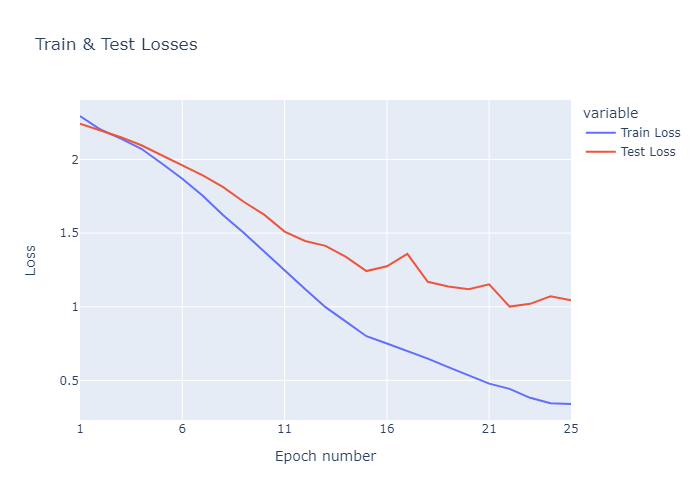 Train & Test Losses
variable
Train Loss
Test Loss
Loss
2
1.5
1
0.5
1
6
11
16
21
25
Epoch number